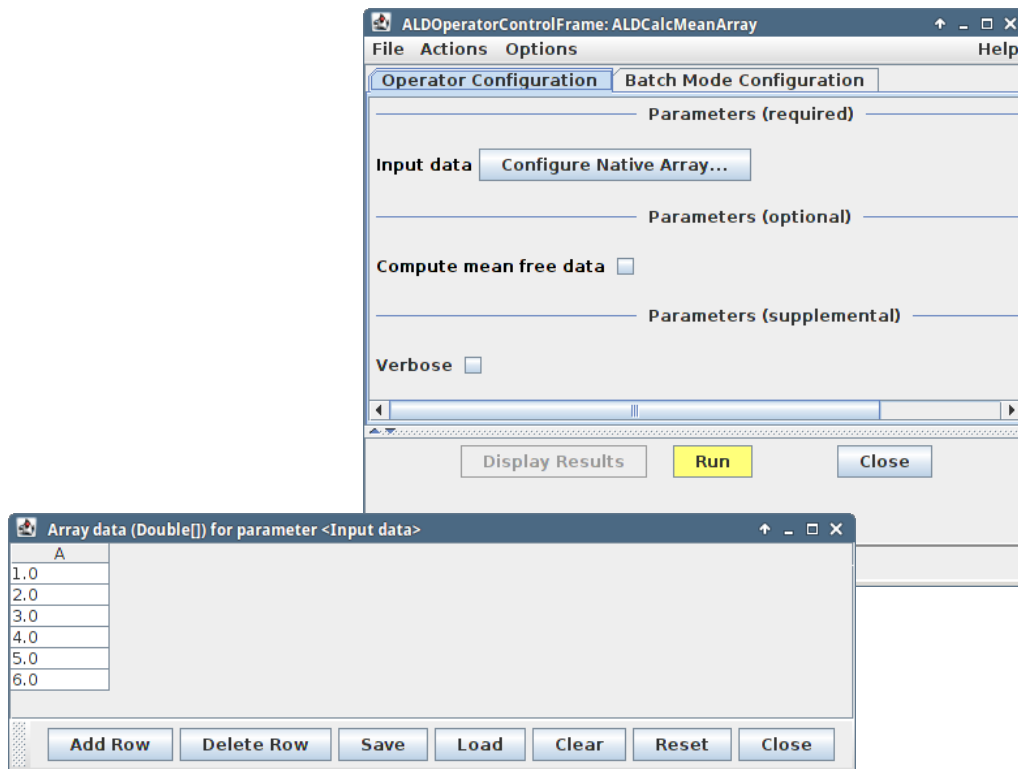 ALDOperatorControlFrame: ALDCalcMeanArray
File Actions Options Help
Operator Configuration Batch Mode Configuration
Parameters (required)
Input data Configure Native Array...
Parameters (optional)
Compute mean free data
Parameters (supplemental)
Verbose
Display Results Run Close
Array data (Double[]) for parameter <Input data>
A
1.0
2.0
3.0
4.0
5.0
6.0
Add Row Delete Row Save Load Clear Reset Close